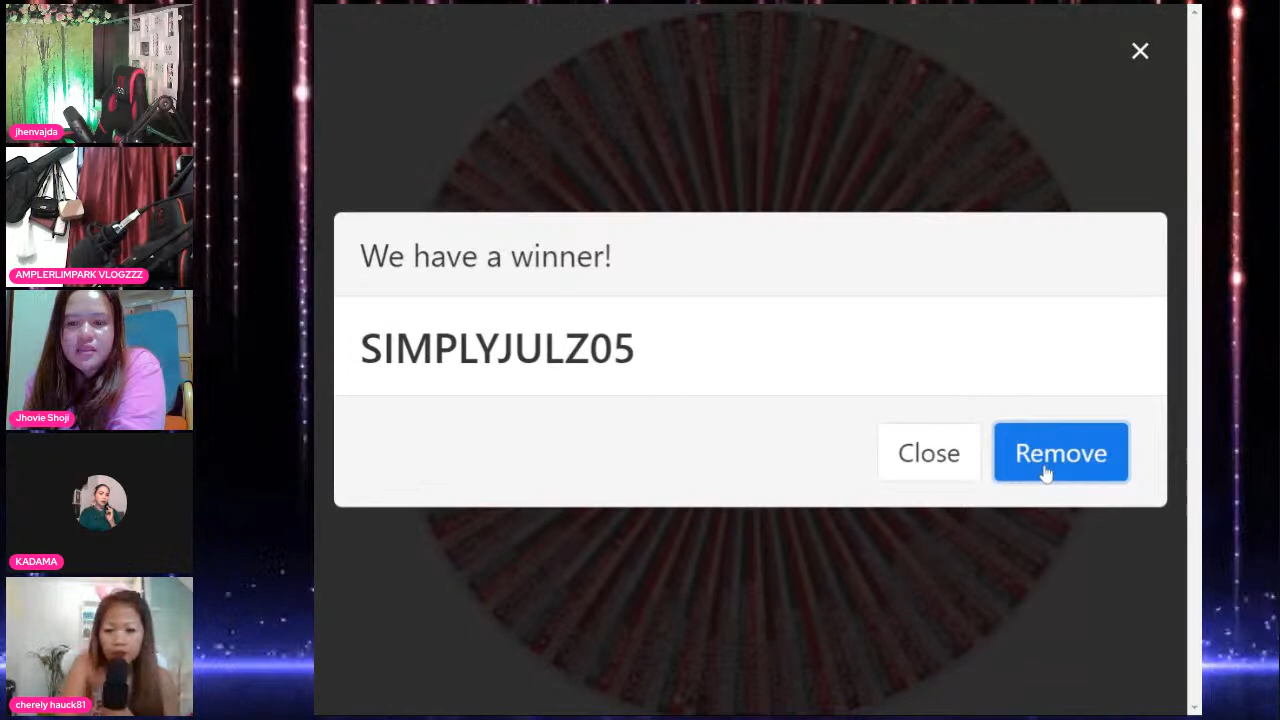 jhenvajda
AMPLERLIMPARK VLOGZZZ
Jhovie Shoji
KADAMA
cherely hauck81
We have a winner!
SIMPLYJULZ05
Close
Remove